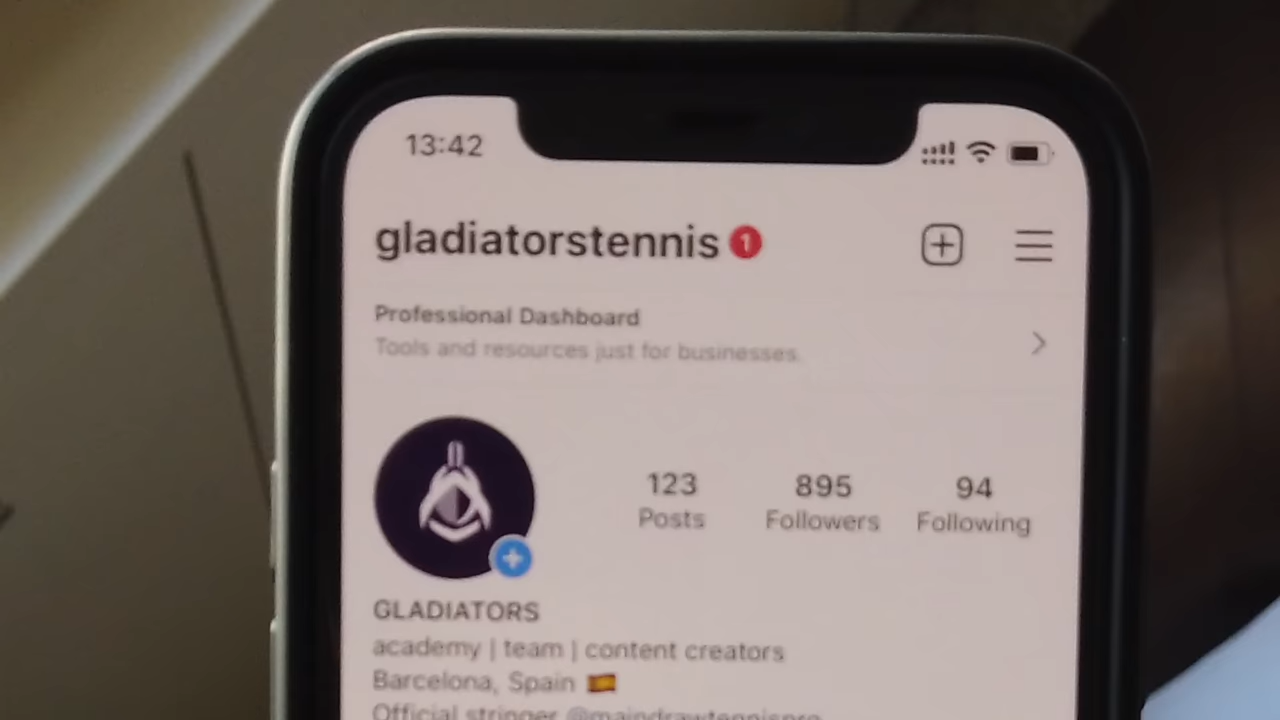 13:42
gladiatorstennis 1
Professional Dashboard
Tools and resources just for businesses.
123 895 94
Posts Followers Following
GLADIATORS
academy | team | content creators
Barcelona, Spain 🇪🇸
Official stringer @maindrawtennispro